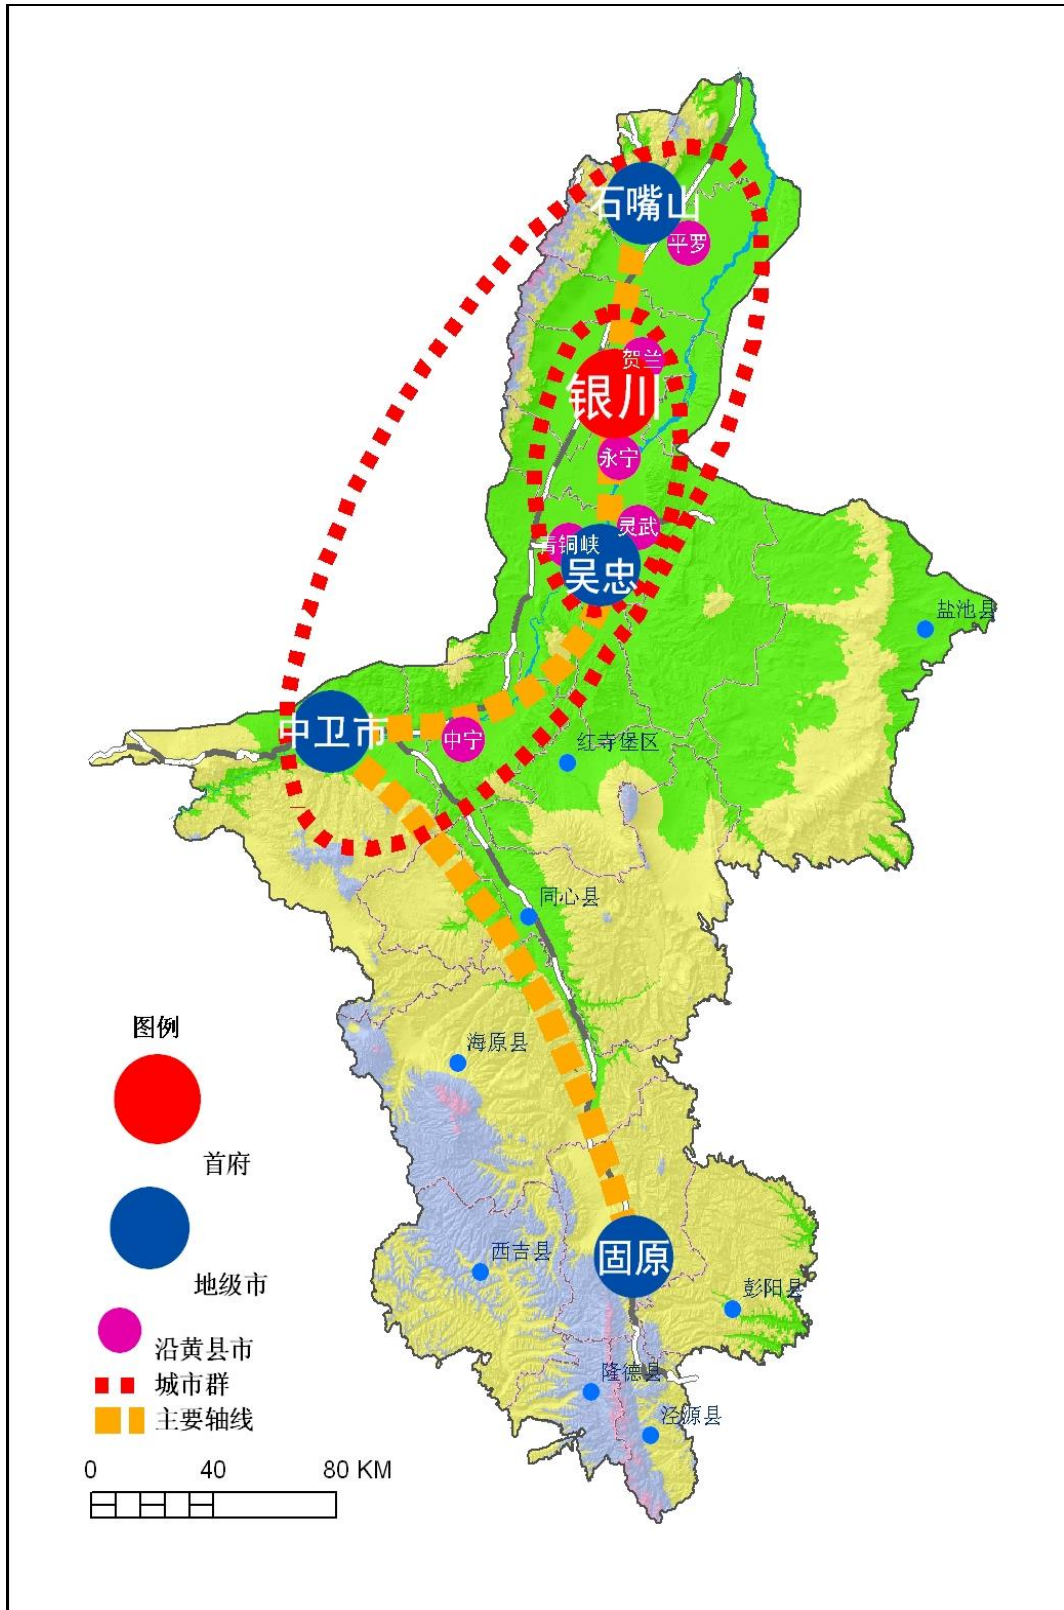 石嘴山
平罗
贺兰
银川
永宁
灵武
青铜峡
吴忠
盐池县
中卫市
中宁
红寺堡区
同心县
海原县
固原
西吉县
彭阳县
隆德县
泾源县
图例
首府
地级市
沿黄县市
城市群
主要轴线
0 40 80 KM